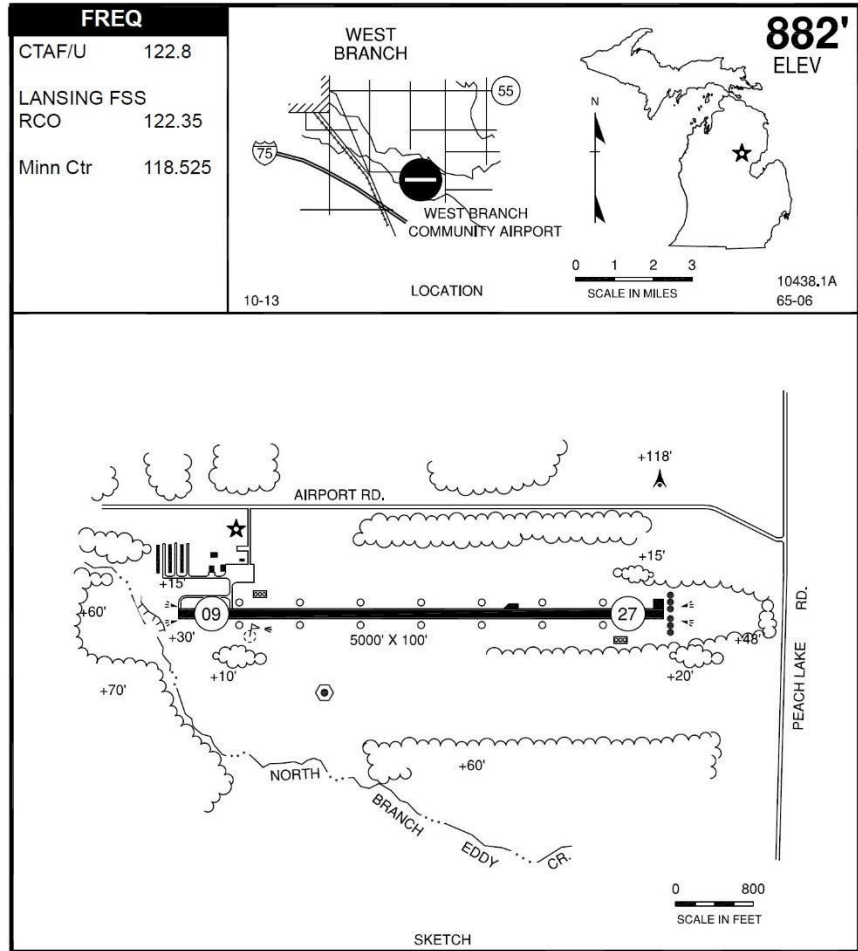 FREQ
CTAF/U 122.8
LANSING FSS
RCO 122.35
Minn Ctr 118.525
WEST
BRANCH
55
75
WEST BRANCH
COMMUNITY AIRPORT
LOCATION
10-13
N
0 1 2 3
SCALE IN MILES
882'
ELEV
10438.1A
65-06
+118'
AIRPORT RD.
+15'
+15'
+60'
09
27
+30'
5000' X 100'
+48'
+10'
+20'
+70'
PEACH LAKE RD.
+60'
NORTH
BRANCH
EDDY
CR.
0 800
SCALE IN FEET
SKETCH